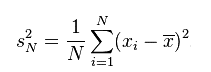 $s_N^2 = \frac{1}{N} \sum_{i=1}^{N} (x_i - \overline{x})^2$